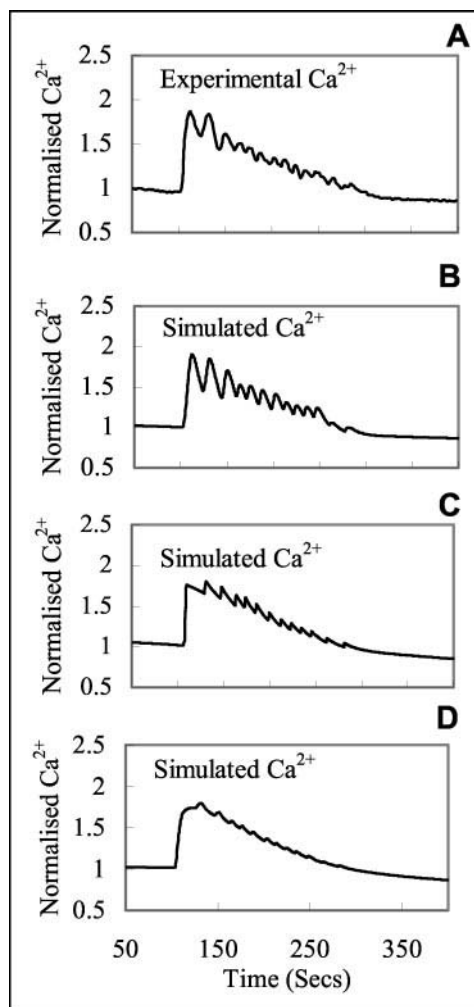 A
Experimental Ca²⁺
Normalised Ca²⁺
2.5
2
1.5
1
0.5
B
Simulated Ca²⁺
Normalised Ca²⁺
2.5
2
1.5
1
0.5
C
Simulated Ca²⁺
Normalised Ca²⁺
2.5
2
1.5
1
0.5
D
Simulated Ca²⁺
Normalised Ca²⁺
2.5
2
1.5
1
0.5
50 150 250 350
Time (Secs)